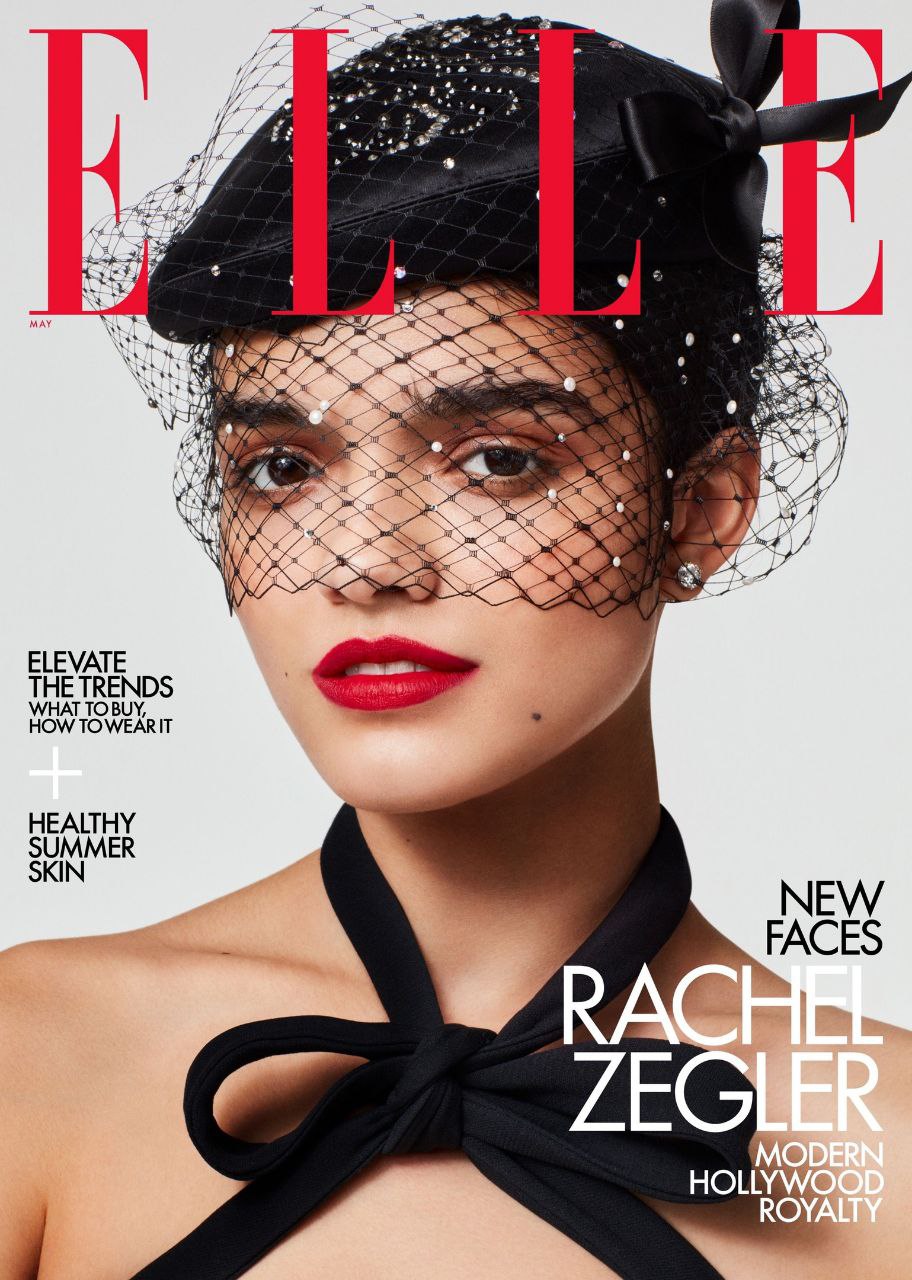 ELLE
MAY
ELEVATE
THE TRENDS
WHAT TO BUY,
HOW TO WEAR IT
+
HEALTHY
SUMMER
SKIN
NEW
FACES
RACHEL
ZEGLER
MODERN
HOLLYWOOD
ROYALTY